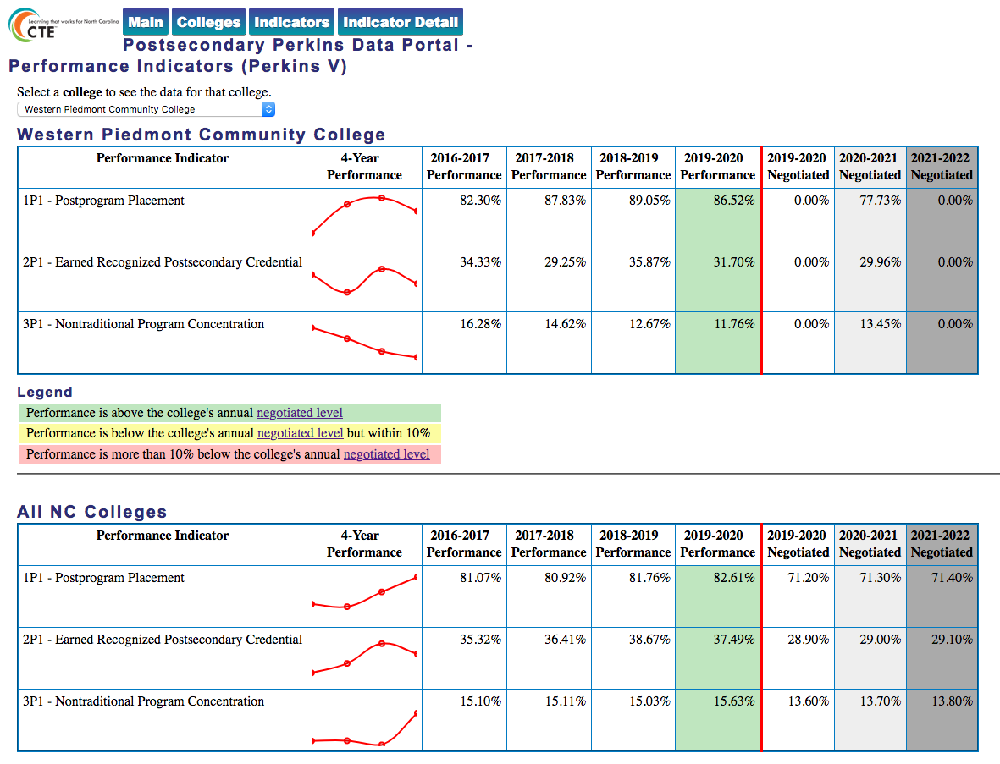 Learning that works for North Carolina
CTE™
Main Colleges Indicators Indicator Detail
Postsecondary Perkins Data Portal -
Performance Indicators (Perkins V)
Select a college to see the data for that college.
Western Piedmont Community College
Western Piedmont Community College
Performance Indicator 4-Year Performance 2016-2017 Performance 2017-2018 Performance 2018-2019 Performance 2019-2020 Performance 2019-2020 Negotiated 2020-2021 Negotiated 2021-2022 Negotiated
1P1 - Postprogram Placement 82.30% 87.83% 89.05% 86.52% 0.00% 77.73% 0.00%
2P1 - Earned Recognized Postsecondary Credential 34.33% 29.25% 35.87% 31.70% 0.00% 29.96% 0.00%
3P1 - Nontraditional Program Concentration 16.28% 14.62% 12.67% 11.76% 0.00% 13.45% 0.00%
Legend
Performance is above the college's annual negotiated level
Performance is below the college's annual negotiated level but within 10%
Performance is more than 10% below the college's annual negotiated level
All NC Colleges
Performance Indicator 4-Year Performance 2016-2017 Performance 2017-2018 Performance 2018-2019 Performance 2019-2020 Performance 2019-2020 Negotiated 2020-2021 Negotiated 2021-2022 Negotiated
1P1 - Postprogram Placement 81.07% 80.92% 81.76% 82.61% 71.20% 71.30% 71.40%
2P1 - Earned Recognized Postsecondary Credential 35.32% 36.41% 38.67% 37.49% 28.90% 29.00% 29.10%
3P1 - Nontraditional Program Concentration 15.10% 15.11% 15.03% 15.63% 13.60% 13.70% 13.80%